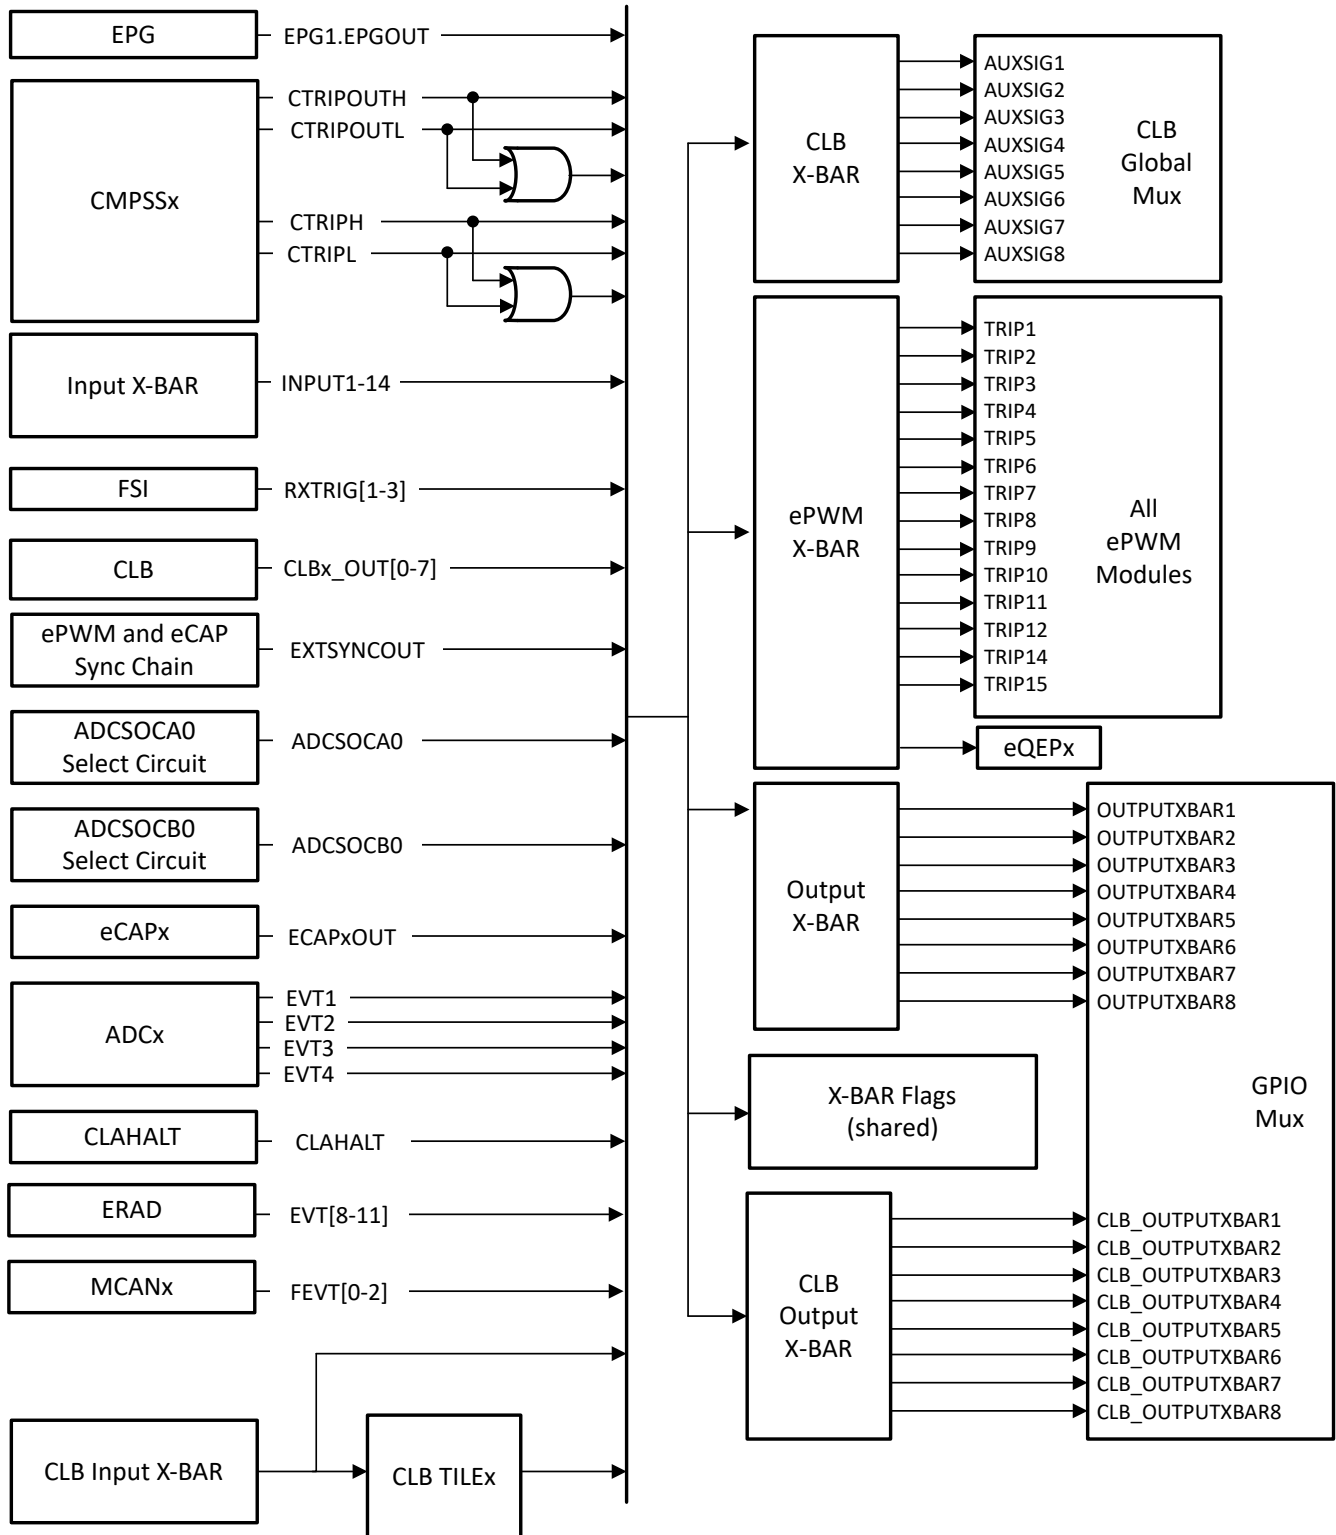 EPG
EPG1.EPGOUT
CMPSSx
CTRIPOUTH
CTRIPOUTL
CTRIPH
CTRIPL
Input X-BAR
INPUT1-14
FSI
RXTRIG[1-3]
CLB
CLBx_OUT[0-7]
ePWM and eCAP
Sync Chain
EXTSYNCOUT
ADCSOCA0
Select Circuit
ADCSOCA0
ADCSOCB0
Select Circuit
ADCSOCB0
eCAPx
ECAPxOUT
ADCx
EVT1
EVT2
EVT3
EVT4
CLAHALT
CLAHALT
ERAD
EVT[8-11]
MCANx
FEVT[0-2]
CLB Input X-BAR
CLB TILEx
CLB
X-BAR
AUXSIG1
AUXSIG2
AUXSIG3
AUXSIG4
AUXSIG5
AUXSIG6
AUXSIG7
AUXSIG8
CLB
Global
Mux
ePWM
X-BAR
TRIP1
TRIP2
TRIP3
TRIP4
TRIP5
TRIP6
TRIP7
TRIP8
TRIP9
TRIP10
TRIP11
TRIP12
TRIP14
TRIP15
All
ePWM
Modules
eQEPx
Output
X-BAR
OUTPUTXBAR1
OUTPUTXBAR2
OUTPUTXBAR3
OUTPUTXBAR4
OUTPUTXBAR5
OUTPUTXBAR6
OUTPUTXBAR7
OUTPUTXBAR8
X-BAR Flags
(shared)
GPIO
Mux
CLB
Output
X-BAR
CLB_OUTPUTXBAR1
CLB_OUTPUTXBAR2
CLB_OUTPUTXBAR3
CLB_OUTPUTXBAR4
CLB_OUTPUTXBAR5
CLB_OUTPUTXBAR6
CLB_OUTPUTXBAR7
CLB_OUTPUTXBAR8